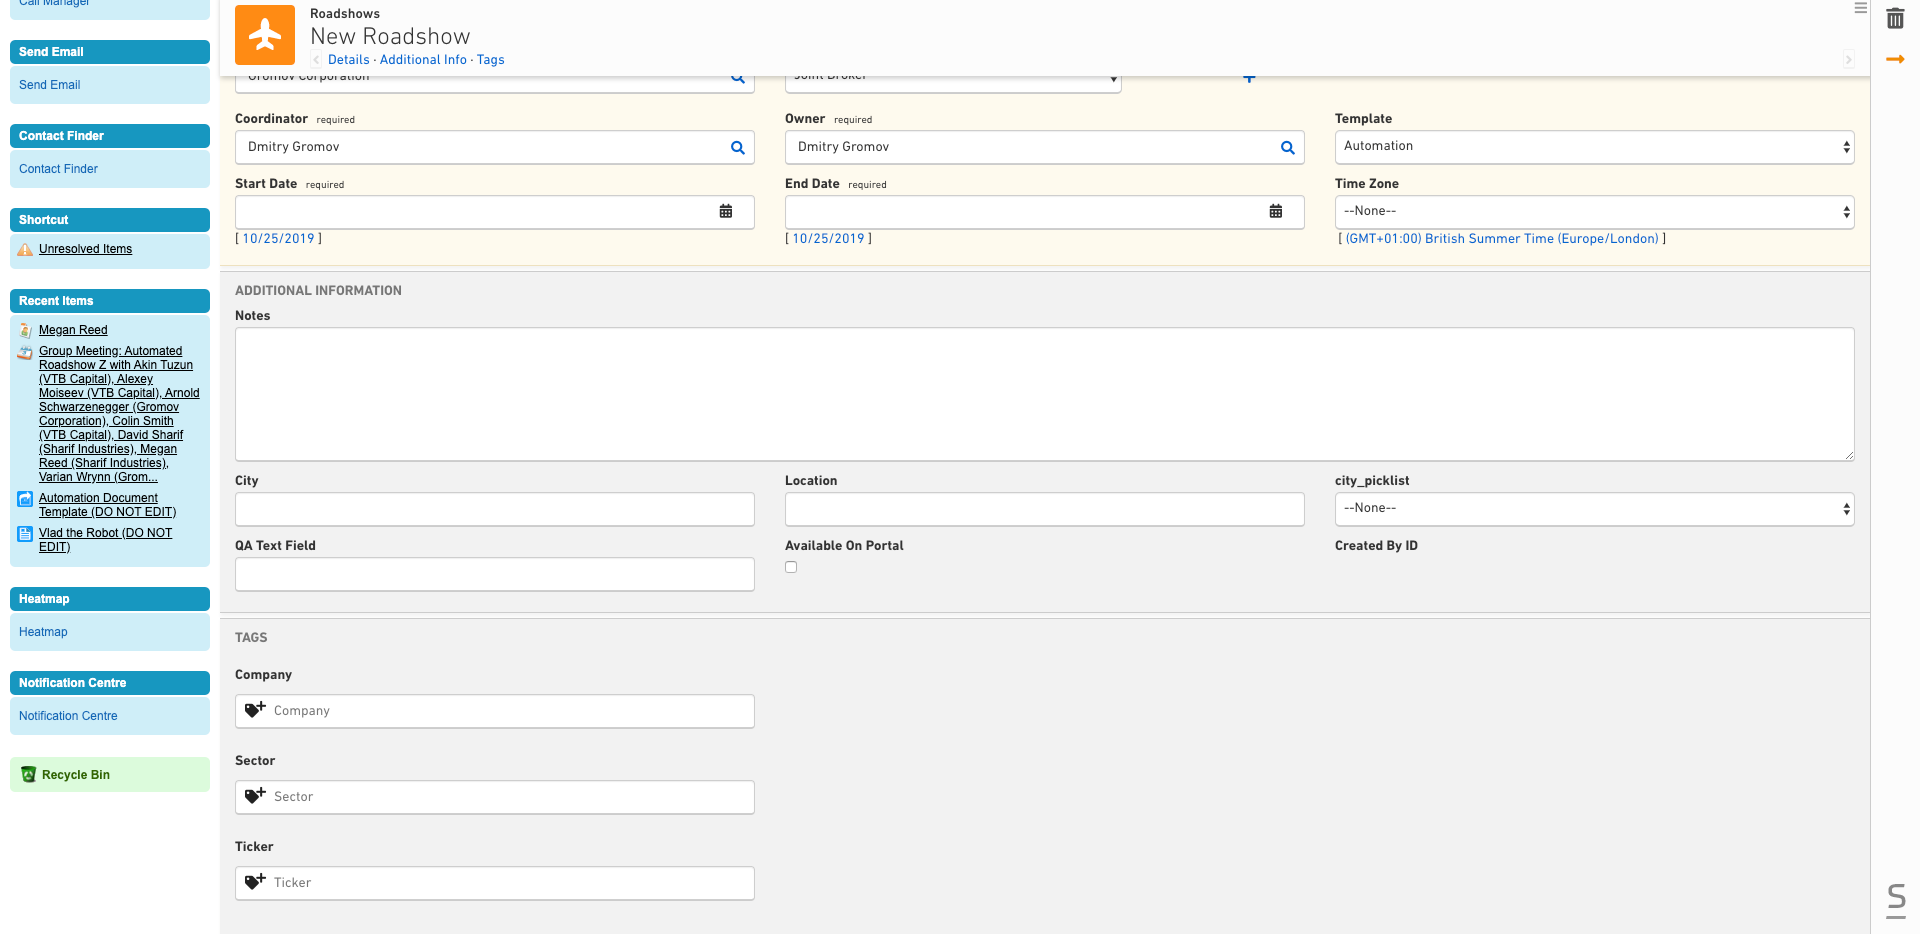 Call Manager
Send Email
Send Email
Contact Finder
Contact Finder
Shortcut
Unresolved Items
Recent Items
Megan Reed
Group Meeting: Automated
Roadshow Z with Akin Tuzun
(VTB Capital), Alexey
Moiseev (VTB Capital), Arnold
Schwarzenegger (Gromov
Corporation), Colin Smith
(VTB Capital), David Sharif
(Sharif Industries), Megan
Reed (Sharif Industries),
Varian Wrynn (Grom...
Automation Document
Template (DO NOT EDIT)
Vlad the Robot (DO NOT
EDIT)
Heatmap
Heatmap
Notification Centre
Notification Centre
Recycle Bin
Roadshows
New Roadshow
Details · Additional Info · Tags
Gromov Corporation
Joint Broker
Coordinator required
Owner required
Template
Dmitry Gromov
Dmitry Gromov
Automation
Start Date required
End Date required
Time Zone
--None--
[ 10/25/2019 ]
[ 10/25/2019 ]
[ (GMT+01:00) British Summer Time (Europe/London) ]
ADDITIONAL INFORMATION
Notes
City
Location
city_picklist
--None--
QA Text Field
Available On Portal
Created By ID
TAGS
Company
Company
Sector
Sector
Ticker
Ticker
S